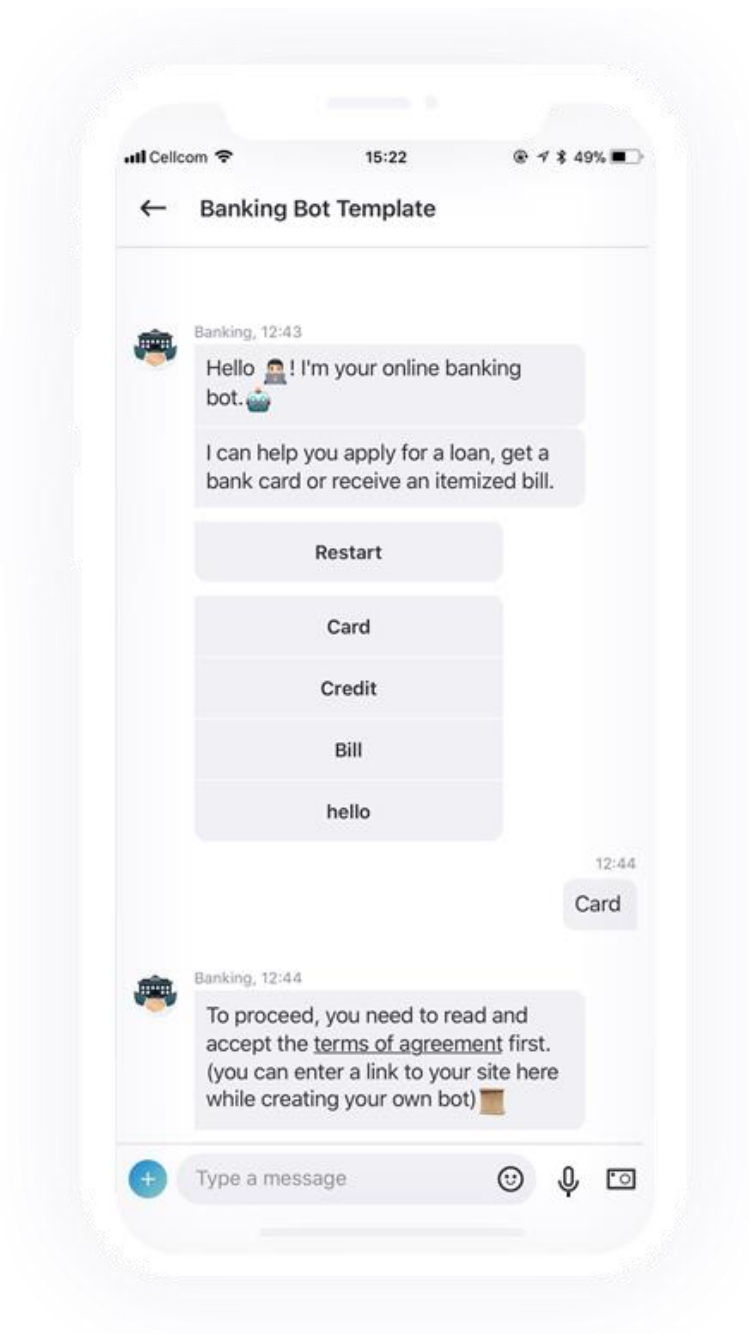 Cellcom 15:22 49%
Banking Bot Template
Banking, 12:43
Hello 👨🏻‍💻! I'm your online banking
bot.🤖
I can help you apply for a loan, get a
bank card or receive an itemized bill.
Restart
Card
Credit
Bill
hello
12:44
Card
Banking, 12:44
To proceed, you need to read and
accept the terms of agreement first.
(you can enter a link to your site here
while creating your own bot)📜
Type a message